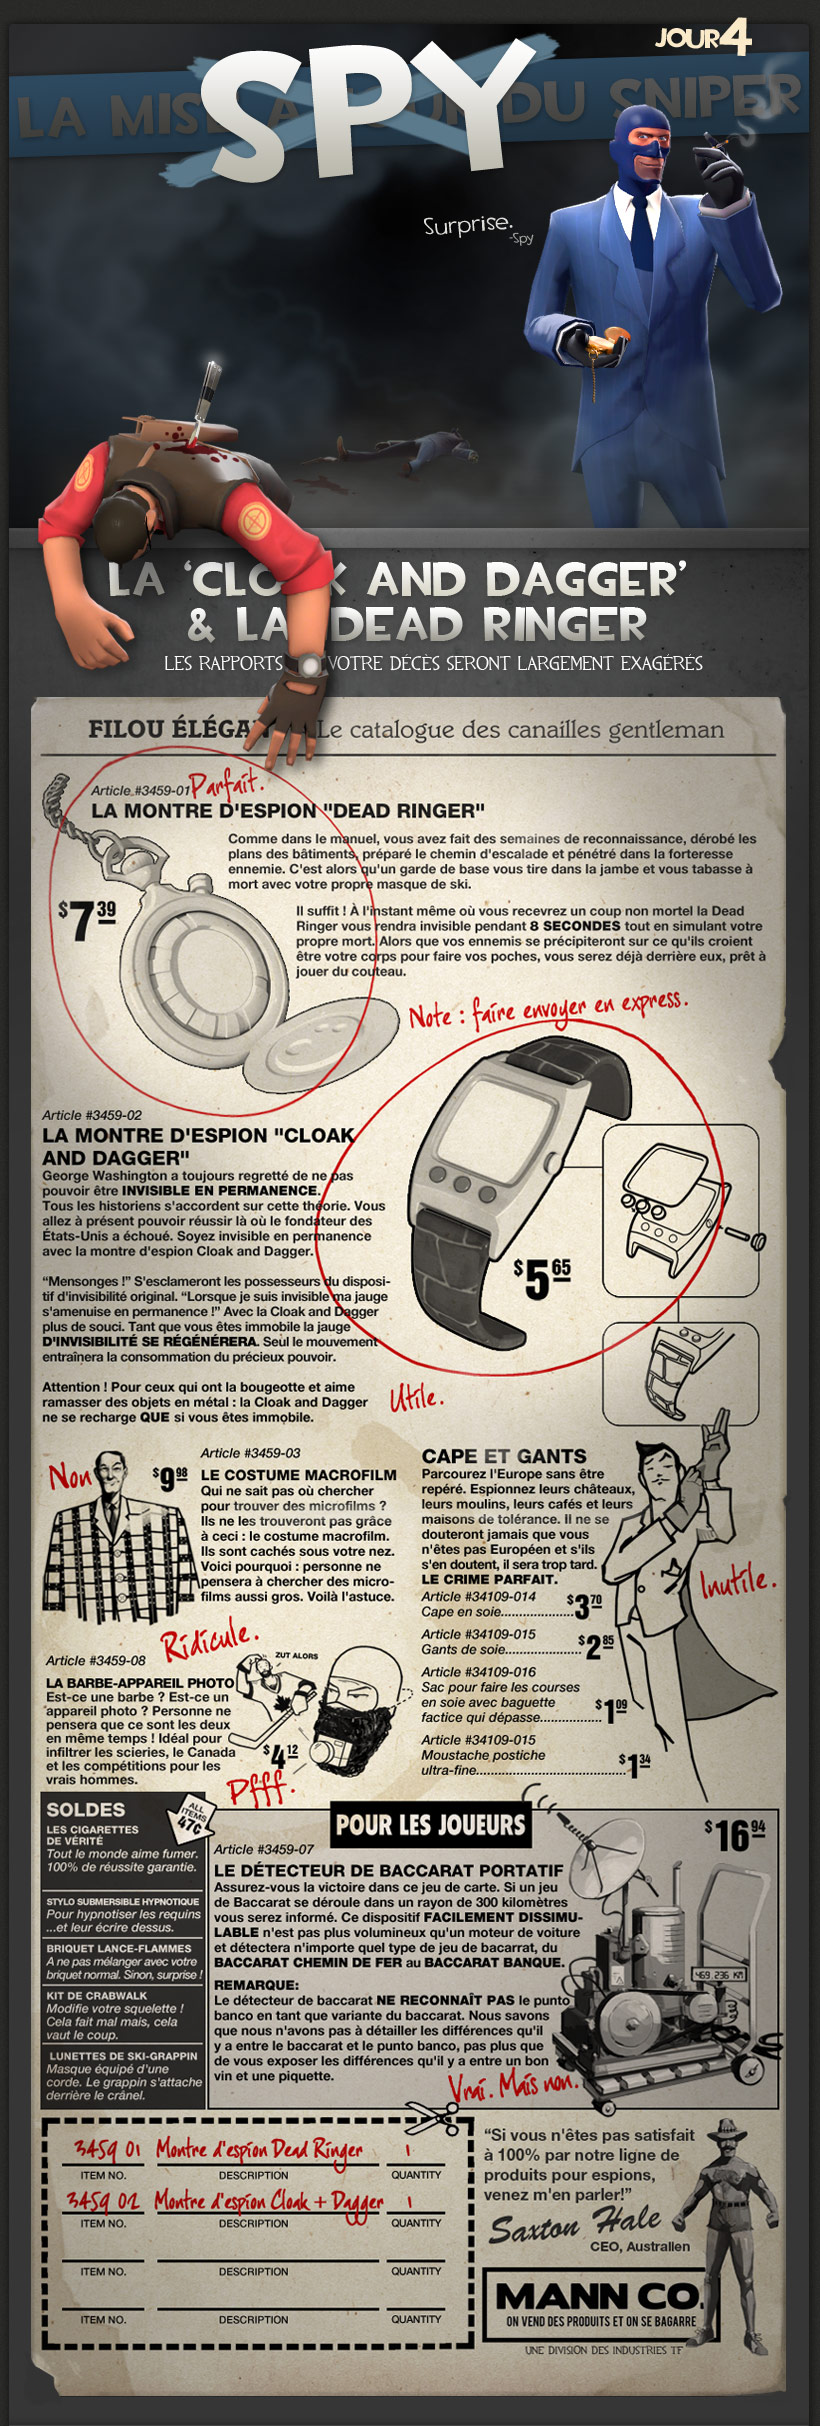 JOUR4
LA MISE A JOUR DU SNIPER
SPY
Surprise.
-Spy
LA ‘CLOAK AND DAGGER’
& LA DEAD RINGER
LES RAPPORTS VOTRE DÉCÈS SERONT LARGEMENT EXAGÉRÉS
FILOU ÉLÉGA Le catalogue des canailles gentleman
Article #3459-01
Parfait.
LA MONTRE D'ESPION "DEAD RINGER"
Comme dans le manuel, vous avez fait des semaines de reconnaissance, dérobé les
plans des bâtiments, préparé le chemin d'escalade et pénétré dans la forteresse
ennemie. C'est alors qu'un garde de base vous tire dans la jambe et vous tabasse à
mort avec votre propre masque de ski.
$7 39
Il suffit ! À l'instant même où vous recevrez un coup non mortel la Dead
Ringer vous rendra invisible pendant 8 SECONDES tout en simulant votre
propre mort. Alors que vos ennemis se précipiteront sur ce qu'ils croient
être votre corps pour faire vos poches, vous serez déjà derrière eux, prêt à
jouer du couteau.
Note : faire envoyer en express.
Article #3459-02
LA MONTRE D'ESPION "CLOAK
AND DAGGER"
George Washington a toujours regretté de ne pas
pouvoir être INVISIBLE EN PERMANENCE.
Tous les historiens s'accordent sur cette théorie. Vous
allez à présent pouvoir réussir là où le fondateur des
États-Unis a échoué. Soyez invisible en permanence
avec la montre d'espion Cloak and Dagger.
$5 65
“Mensonges !” S'esclameront les possesseurs du disposi-
tif d'invisibilité original. “Lorsque je suis invisible ma jauge
s'amenuise en permanence !” Avec la Cloak and Dagger
plus de souci. Tant que vous êtes immobile la jauge
D'INVISIBILITÉ SE RÉGÉNÉRERA. Seul le mouvement
entraînera la consommation du précieux pouvoir.
Attention ! Pour ceux qui ont la bougeotte et aime
ramasser des objets en métal : la Cloak and Dagger
ne se recharge QUE si vous êtes immobile.
Utile.
Non
$9 98
Article #3459-03
LE COSTUME MACROFILM
Qui ne sait pas où chercher
pour trouver des microfilms ?
Ils ne les trouveront pas grâce
à ceci : le costume macrofilm.
Ils sont cachés sous votre nez.
Voici pourquoi : personne ne
pensera à chercher des micro-
films aussi gros. Voilà l'astuce.
CAPE ET GANTS
Parcourez l'Europe sans être
repéré. Espionnez leurs châteaux,
leurs moulins, leurs cafés et leurs
maisons de tolérance. Il ne se
douteront jamais que vous
n'êtes pas Européen et s'ils
s'en doutent, il sera trop tard.
LE CRIME PARFAIT.
Inutile.
Article #34109-014
Cape en soie..................... $3 70
Article #34109-015
Gants de soie..................... $2 85
Article #34109-016
Sac pour faire les courses
en soie avec baguette
factice qui dépasse................. $1 09
Article #34109-015
Moustache postiche
ultra-fine........................................... $1 34
Ridicule.
Article #3459-08
LA BARBE-APPAREIL PHOTO
Est-ce une barbe ? Est-ce un
appareil photo ? Personne ne
pensera que ce sont les deux
en même temps ! Idéal pour
infiltrer les scieries, le Canada
et les compétitions pour les
vrais hommes.
ZUT ALORS
$4 12
Pfff.
SOLDES
ALL
ITEMS
47¢
LES CIGARETTES
DE VÉRITÉ
Tout le monde aime fumer.
100% de réussite garantie.
STYLO SUBMERSIBLE HYPNOTIQUE
Pour hypnotiser les requins
...et leur écrire dessus.
BRIQUET LANCE-FLAMMES
A ne pas mélanger avec votre
briquet normal. Sinon, surprise !
KIT DE CRABWALK
Modifie votre squelette !
Cela fait mal mais, cela
vaut le coup.
LUNETTES DE SKI-GRAPPIN
Masque équipé d'une
corde. Le grappin s'attache
derrière le crânel.
POUR LES JOUEURS
$16 94
Article #3459-07
LE DÉTECTEUR DE BACCARAT PORTATIF
Assurez-vous la victoire dans ce jeu de carte. Si un jeu
de Baccarat se déroule dans un rayon de 300 kilomètres
vous serez informé. Ce dispositif FACILEMENT DISSIMU-
LABLE n'est pas plus volumineux qu'un moteur de voiture
et détectera n'importe quel type de jeu de bacarrat, du
BACCARAT CHEMIN DE FER au BACCARAT BANQUE.
469.236 KM
REMARQUE:
Le détecteur de baccarat NE RECONNAÎT PAS le punto
banco en tant que variante du baccarat. Nous savons
que nous n'avons pas à détailler les différences qu'il
y a entre le baccarat et le punto banco, pas plus que
de vous exposer les différences qu'il y a entre un bon
vin et une piquette.
Vrai. Mais non.
3459 01 Montre d'espion Dead Ringer 1
ITEM NO. DESCRIPTION QUANTITY
3459 02 Montre d'espion Cloak + Dagger 1
ITEM NO. DESCRIPTION QUANTITY
ITEM NO. DESCRIPTION QUANTITY
ITEM NO. DESCRIPTION QUANTITY
“Si vous n'êtes pas satisfait
à 100% par notre ligne de
produits pour espions,
venez m'en parler!”
Saxton Hale
CEO, Australien
MANN CO.
ON VEND DES PRODUITS ET ON SE BAGARRE
UNE DIVISION DES INDUSTRIES TF